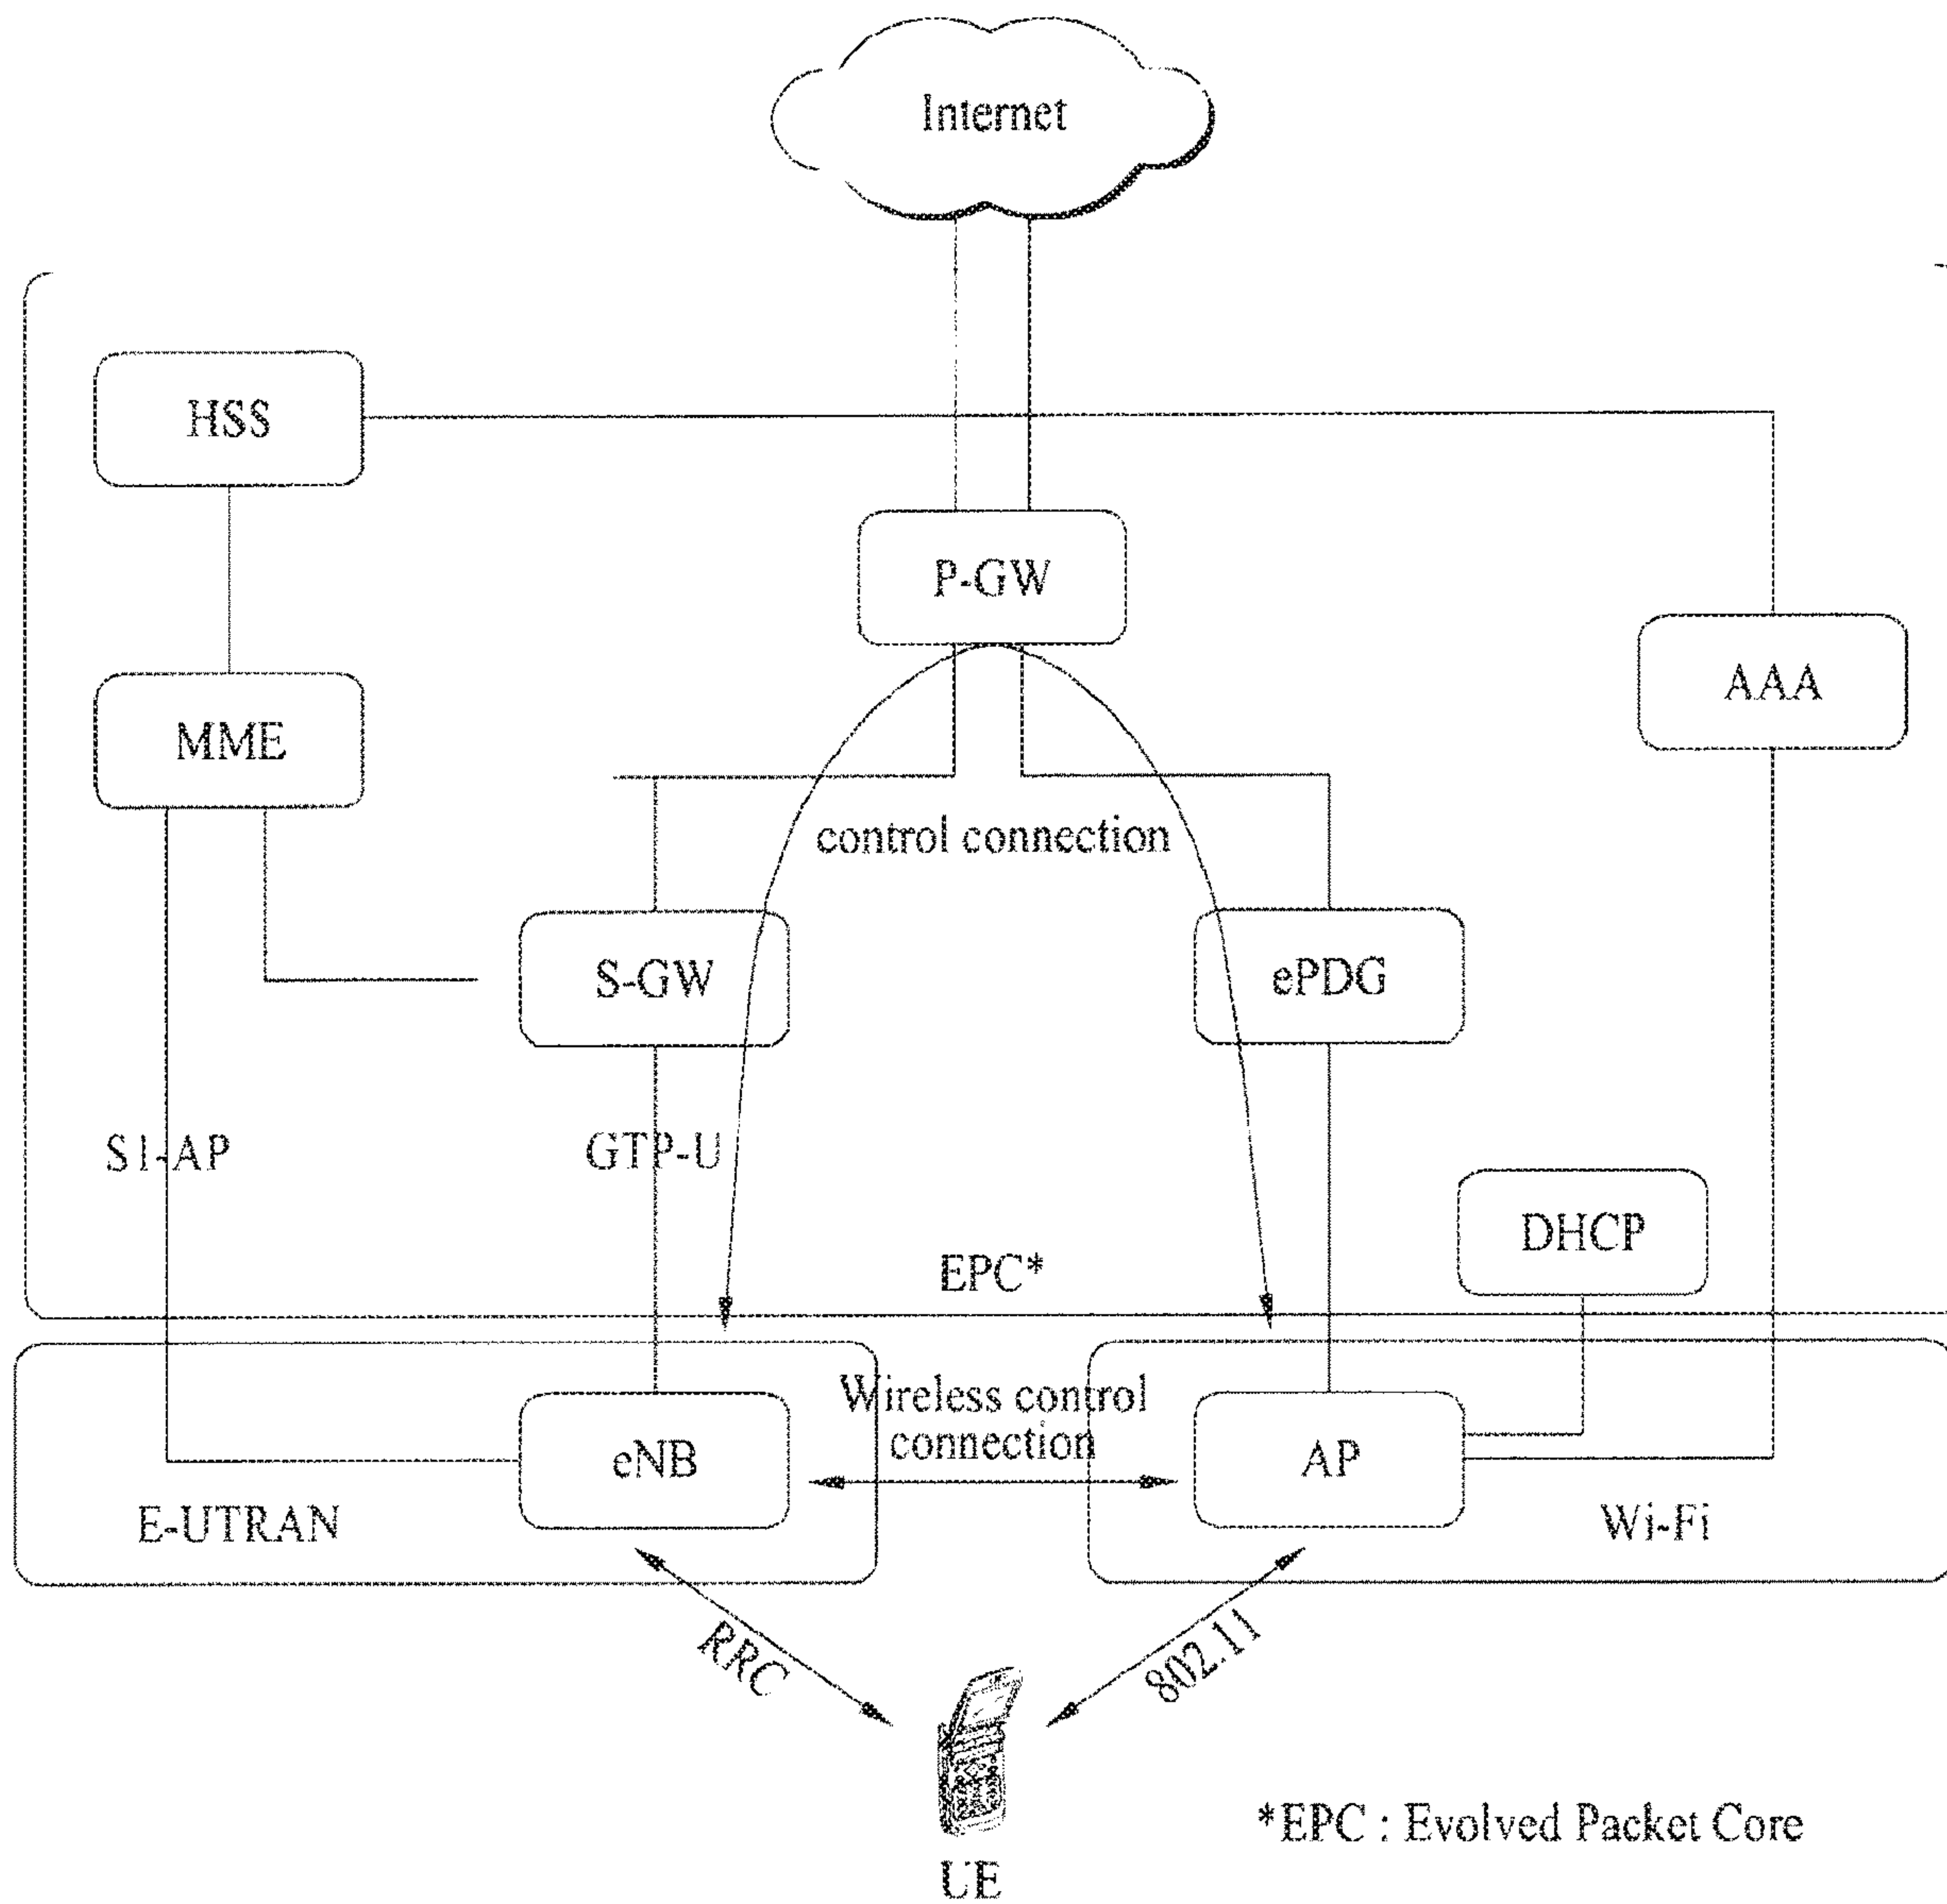 Internet
HSS
P-GW
AAA
MME
control connection
S-GW
ePDG
S1-AP
GTP-U
DHCP
EPC*
Wireless control
connection
eNB
AP
E-UTRAN
Wi-Fi
RRC
802.11
*EPC : Evolved Packet Core
UE